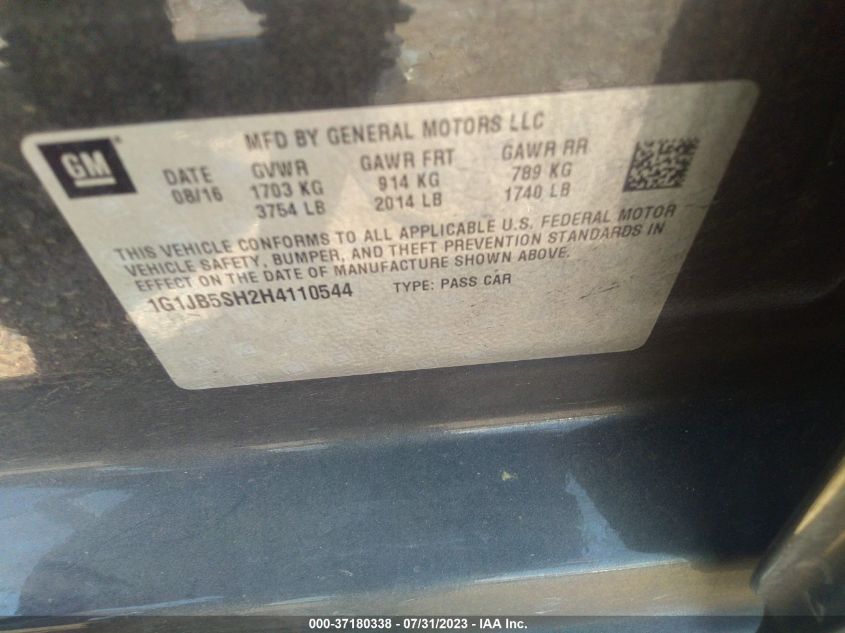 GM
MFD BY GENERAL MOTORS LLC
DATE GVWR GAWR FRT GAWR RR
08/16 1703 KG 914 KG 789 KG
3754 LB 2014 LB 1740 LB
THIS VEHICLE CONFORMS TO ALL APPLICABLE U.S. FEDERAL MOTOR
VEHICLE SAFETY, BUMPER, AND THEFT PREVENTION STANDARDS IN
EFFECT ON THE DATE OF MANUFACTURE SHOWN ABOVE.
1G1JB5SH2H4110544 TYPE: PASS CAR
000-37180338 - 07/31/2023 - IAA Inc.